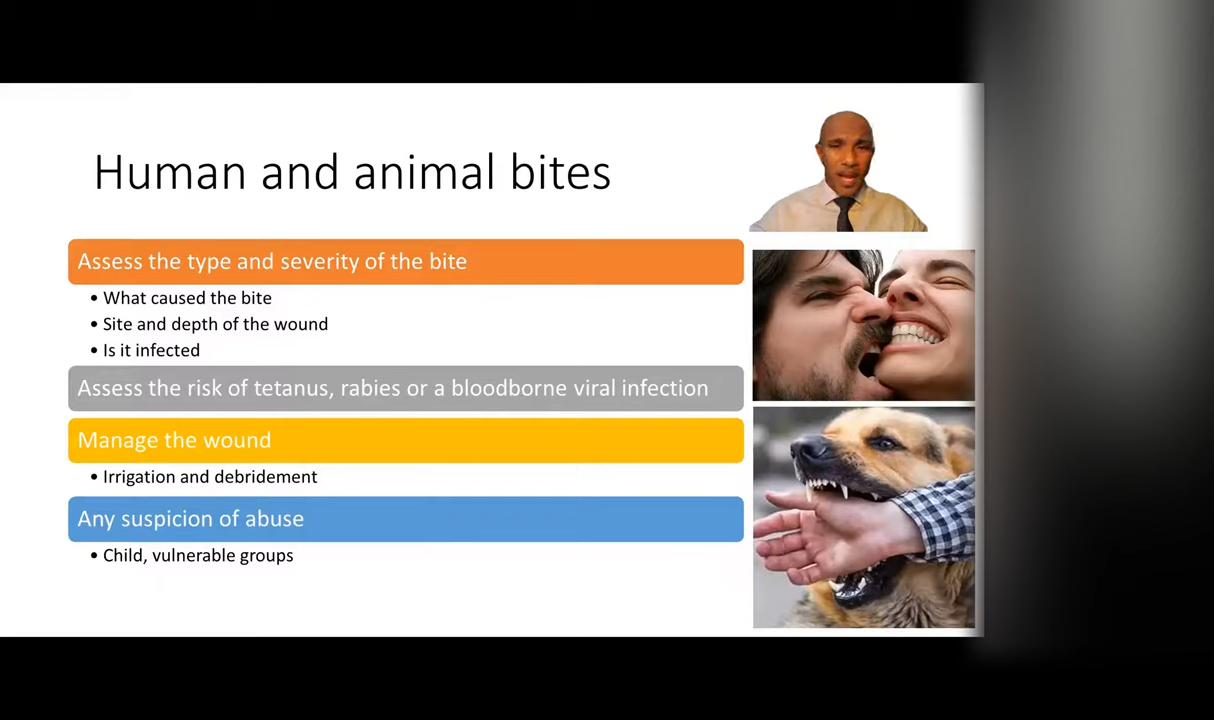 Human and animal bites
Assess the type and severity of the bite
• What caused the bite
• Site and depth of the wound
• Is it infected
Assess the risk of tetanus, rabies or a bloodborne viral infection
Manage the wound
• Irrigation and debridement
Any suspicion of abuse
• Child, vulnerable groups